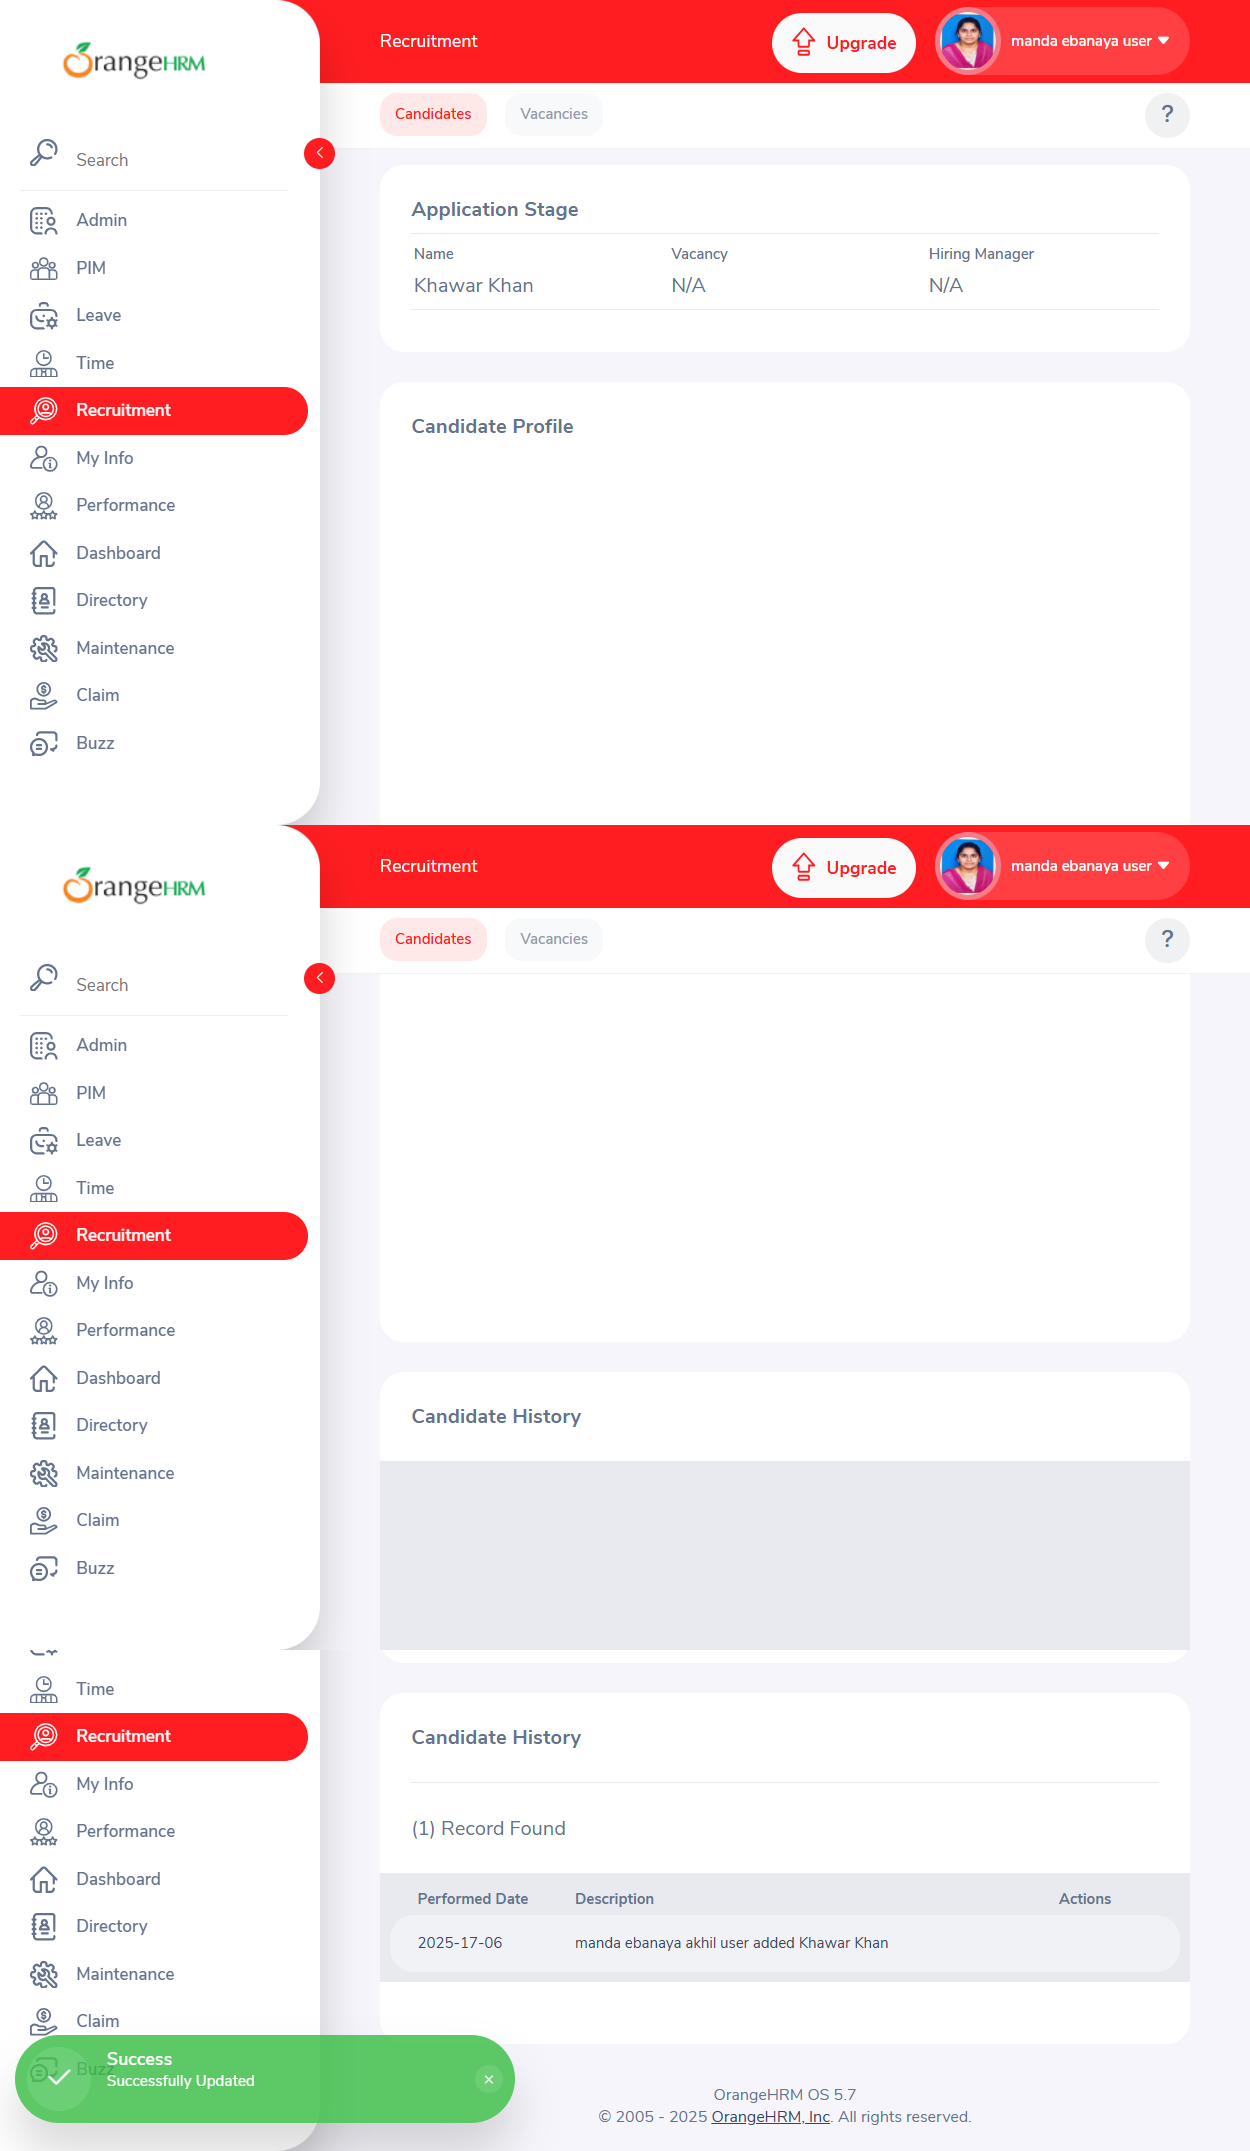 OrangeHRM
Recruitment
Upgrade
manda ebanaya user
Candidates
Vacancies
?
Search
Admin
PIM
Leave
Time
Recruitment
My Info
Performance
Dashboard
Directory
Maintenance
Claim
Buzz
Application Stage
Name Vacancy Hiring Manager
Khawar Khan N/A N/A
Candidate Profile
OrangeHRM
Recruitment
Upgrade
manda ebanaya user
Candidates
Vacancies
?
Search
Admin
PIM
Leave
Time
Recruitment
My Info
Performance
Dashboard
Directory
Maintenance
Claim
Buzz
Candidate History
Time
Recruitment
My Info
Performance
Dashboard
Directory
Maintenance
Claim
Buzz
Candidate History
(1) Record Found
Performed Date Description Actions
2025-17-06 manda ebanaya akhil user added Khawar Khan
Success
Successfully Updated
OrangeHRM OS 5.7
© 2005 - 2025 OrangeHRM, Inc. All rights reserved.